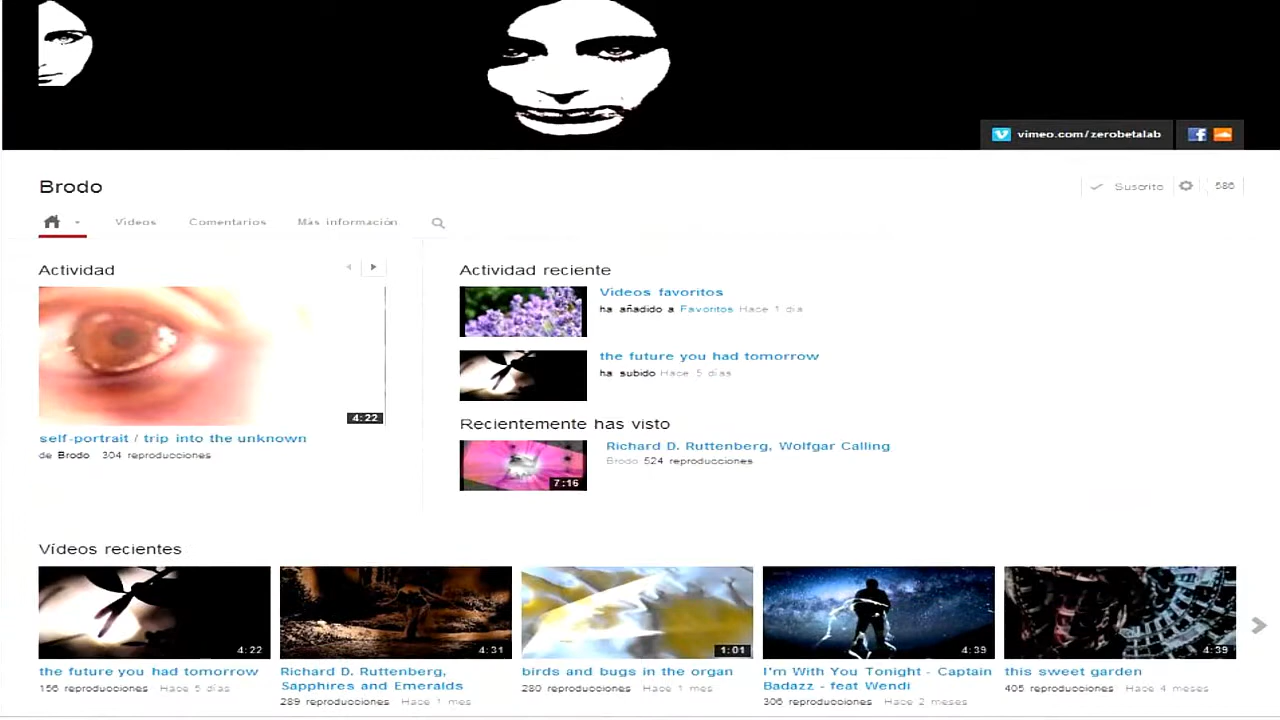 vimeo.com/zerobetalab
Brodo
Suscrito
586
Vídeos
Comentarios
Más información
Actividad
4:22
self-portrait / trip into the unknown
de Brodo 304 reproducciones
Actividad reciente
Vídeos favoritos
ha añadido a Favoritos Hace 1 día
the future you had tomorrow
ha subido Hace 5 días
Recientemente has visto
7:16
Richard D. Ruttenberg, Wolfgar Calling
Brodo 524 reproducciones
Vídeos recientes
4:22
the future you had tomorrow
156 reproducciones Hace 5 días
4:31
Richard D. Ruttenberg,
Sapphires and Emeralds
289 reproducciones Hace 1 mes
1:01
birds and bugs in the organ
280 reproducciones Hace 1 mes
4:39
I'm With You Tonight - Captain
Badazz - feat Wendi
306 reproducciones Hace 2 meses
4:39
this sweet garden
405 reproducciones Hace 4 meses